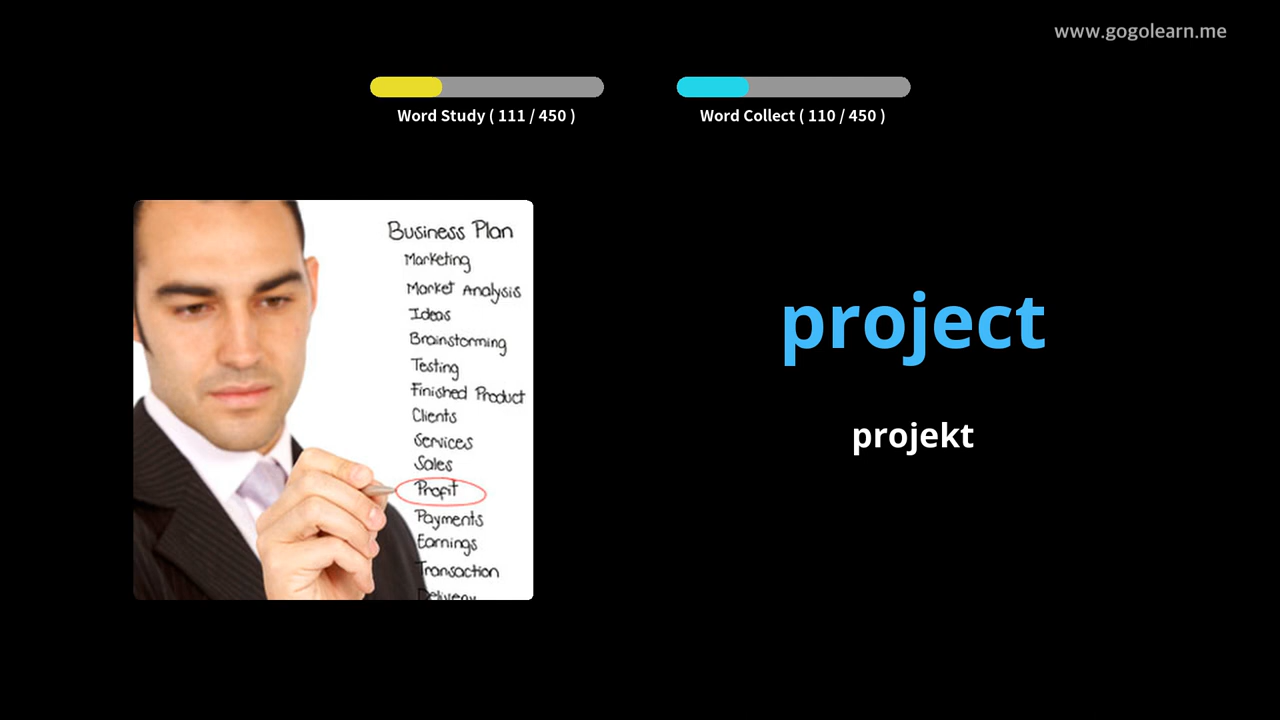 www.gogolearn.me
Word Study ( 111 / 450 )
Word Collect ( 110 / 450 )
Business Plan
Marketing
Market Analysis
Ideas
Brainstorming
Testing
Finished Product
Clients
Services
Sales
Profit
Payments
Earnings
Transaction
Delivery
project
projekt